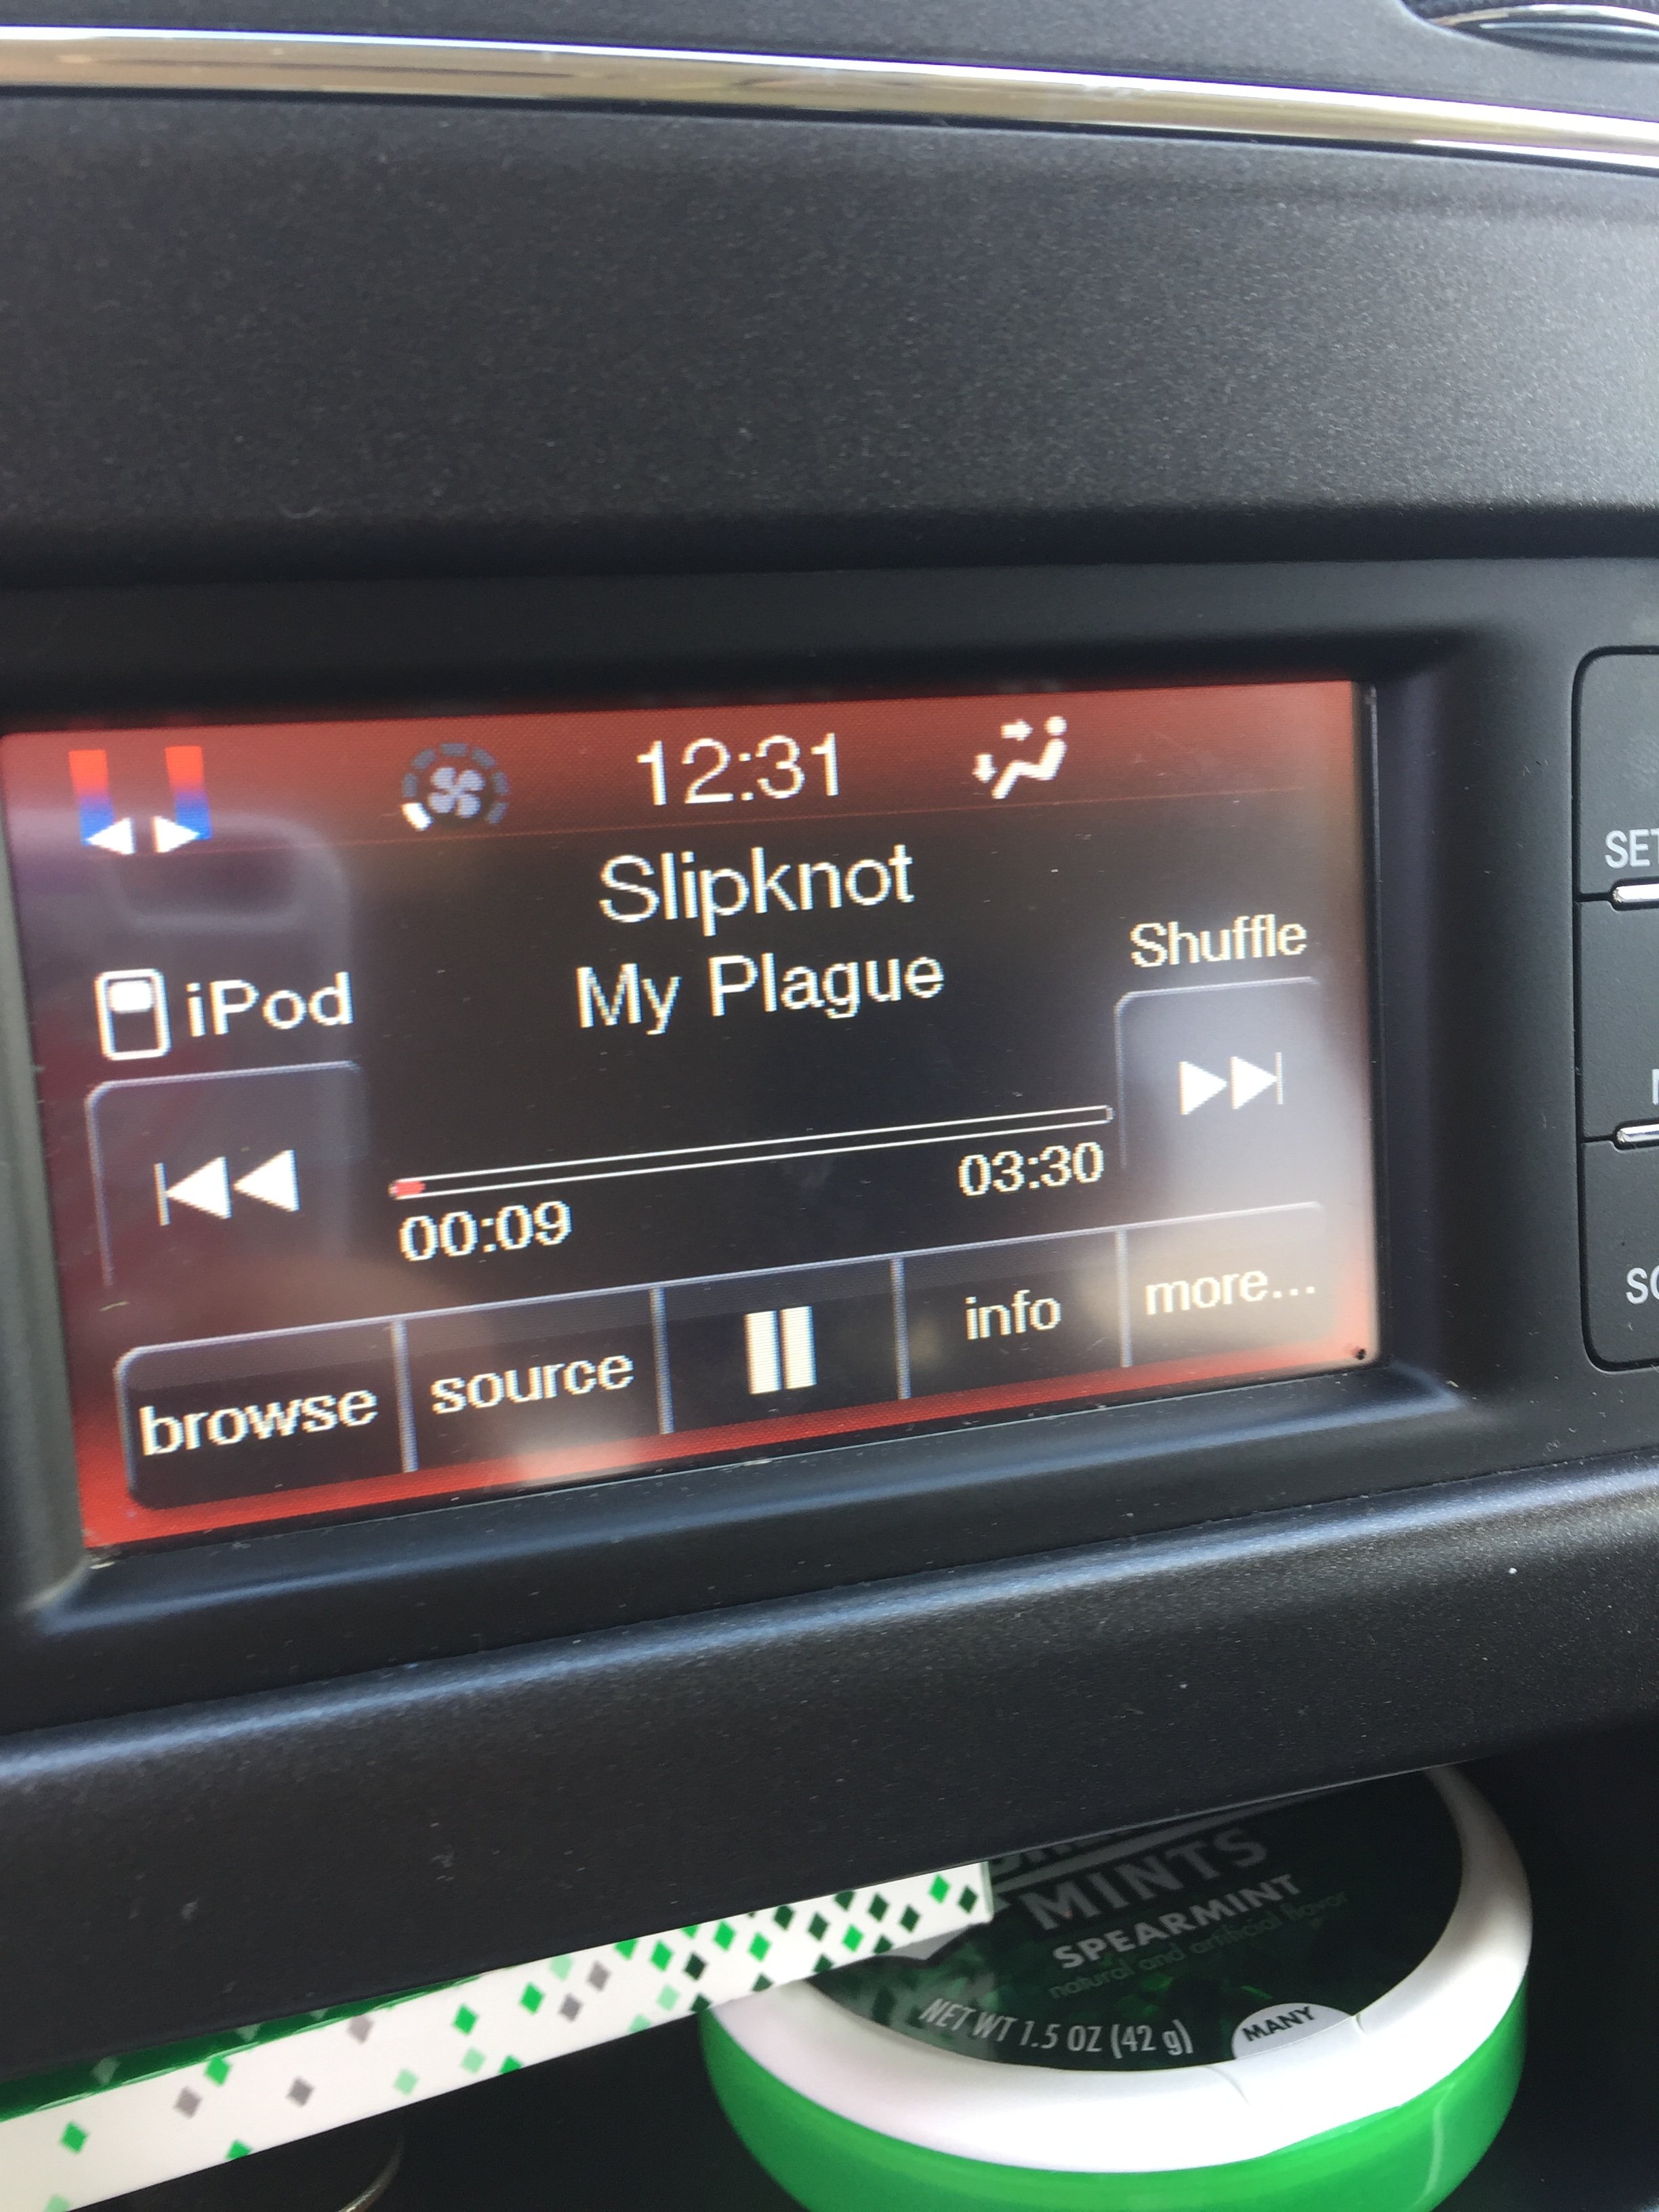 12:31
Slipknot
My Plague
Shuffle
iPod
00:09
03:30
browse
source
info
more...
MINTS
SPEARMINT
natural and artificial flavor
NET WT 1.5 OZ (42 g)
MANY